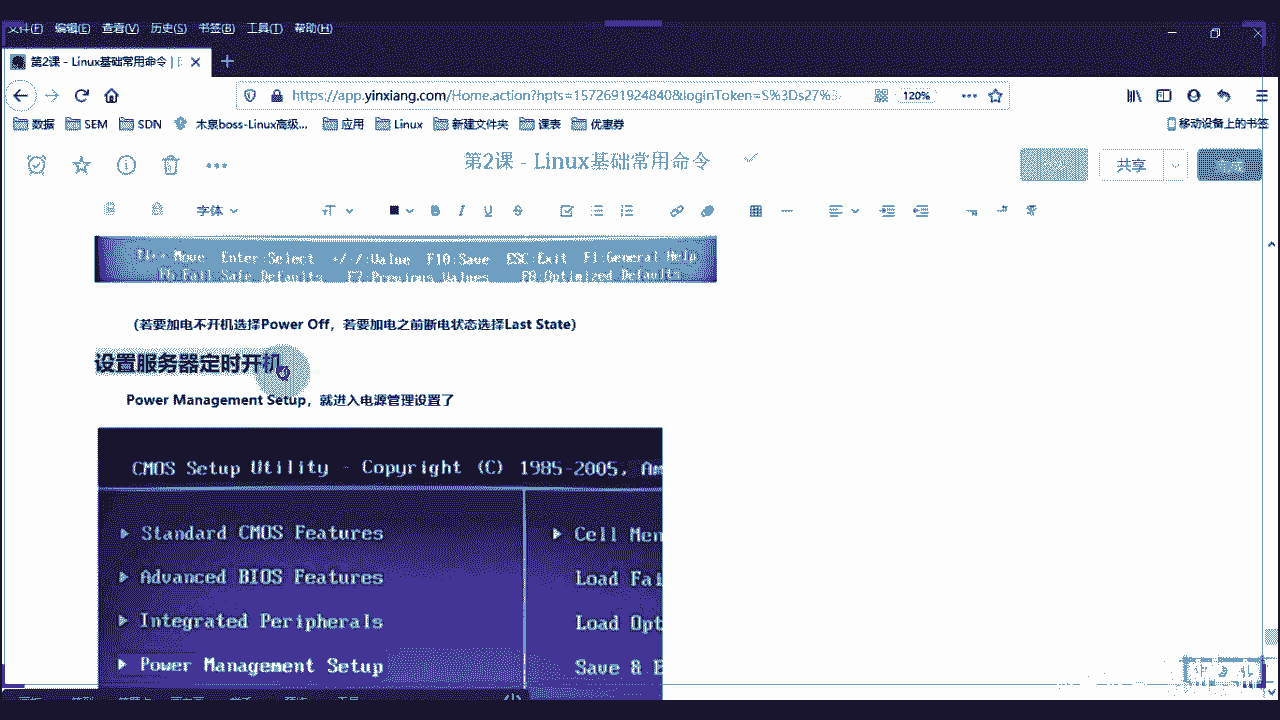 文件(F) 编辑(E) 查看(V) 历史(S) 书签(B) 工具(T) 帮助(H)
第2课 - Linux基础常用命令 |
https://app.yinxiang.com/Home.action?hpts=1572691924840&loginToken=S%3Ds27%3 120%
数据 SEM SDN 木泉boss-Linux高级... 应用 Linux 新建文件夹 课表 优惠券 移动设备上的书签
第2课 - Linux基础常用命令
共享
字体
Move Enter:Select +/-/:Value F10:Save ESC:Exit F1:General Help
F6:Fail-Safe Defaults F7:Previous Values F8:Optimized Defaults
(若要加电不开机选择Power Off，若要加电之前断电状态选择Last State)
设置服务器定时开机
Power Management Setup，就进入电源管理设置了
CMOS Setup Utility - Copyright (C) 1985-2005, Am
Standard CMOS Features
Cell Men
Advanced BIOS Features
Load Fai
Integrated Peripherals
Load Opt
Power Management Setup
Save & E